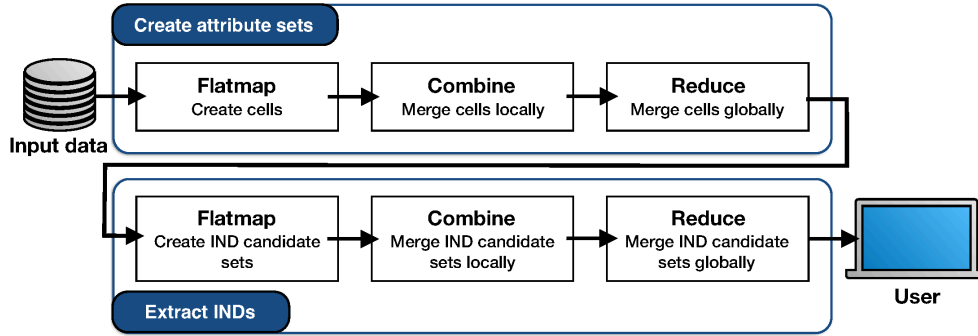 Create attribute sets
Flatmap
Create cells
Combine
Merge cells locally
Reduce
Merge cells globally
Input data
Flatmap
Create IND candidate
sets
Combine
Merge IND candidate
sets locally
Reduce
Merge IND candidate
sets globally
User
Extract INDs